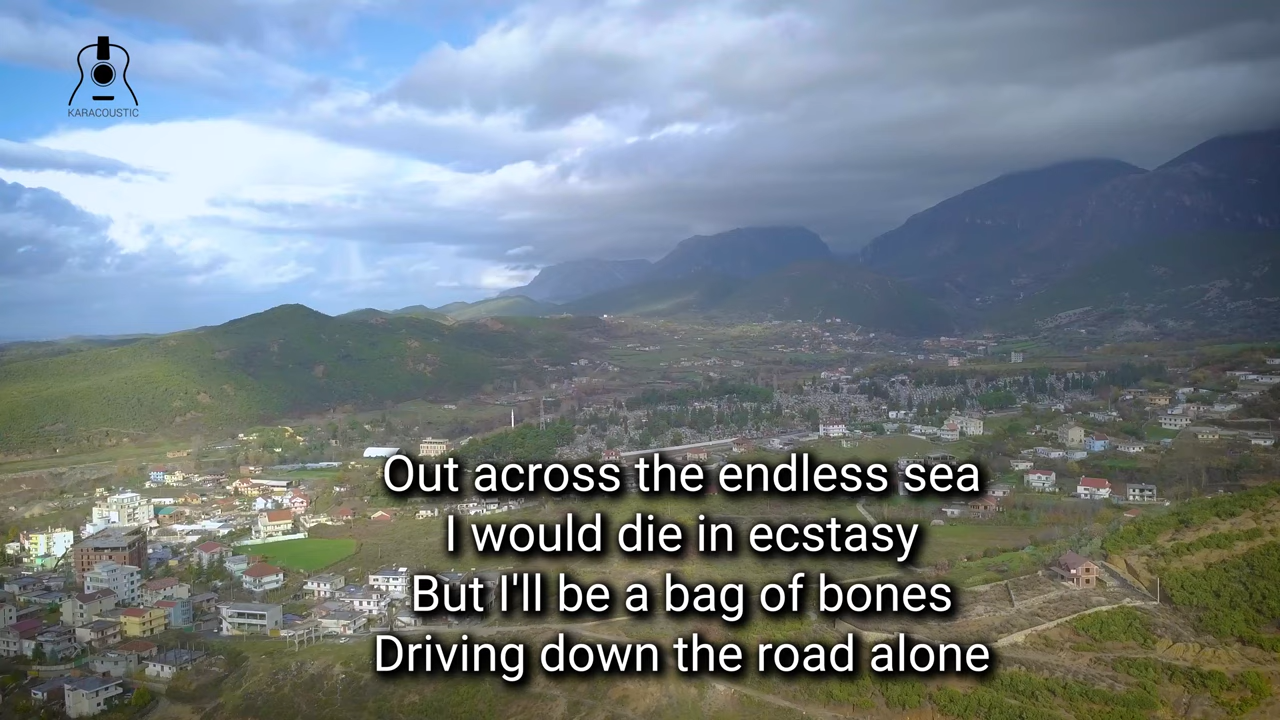 KARACOUSTIC
Out across the endless sea
I would die in ecstasy
But I'll be a bag of bones
Driving down the road alone